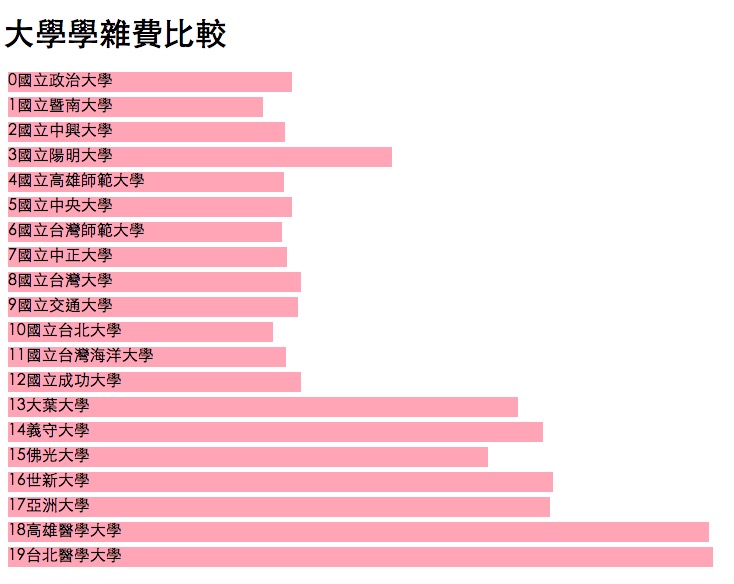 大學學雜費比較
0國立政治大學
1國立暨南大學
2國立中興大學
3國立陽明大學
4國立高雄師範大學
5國立中央大學
6國立台灣師範大學
7國立中正大學
8國立台灣大學
9國立交通大學
10國立台北大學
11國立台灣海洋大學
12國立成功大學
13大葉大學
14義守大學
15佛光大學
16世新大學
17亞洲大學
18高雄醫學大學
19台北醫學大學